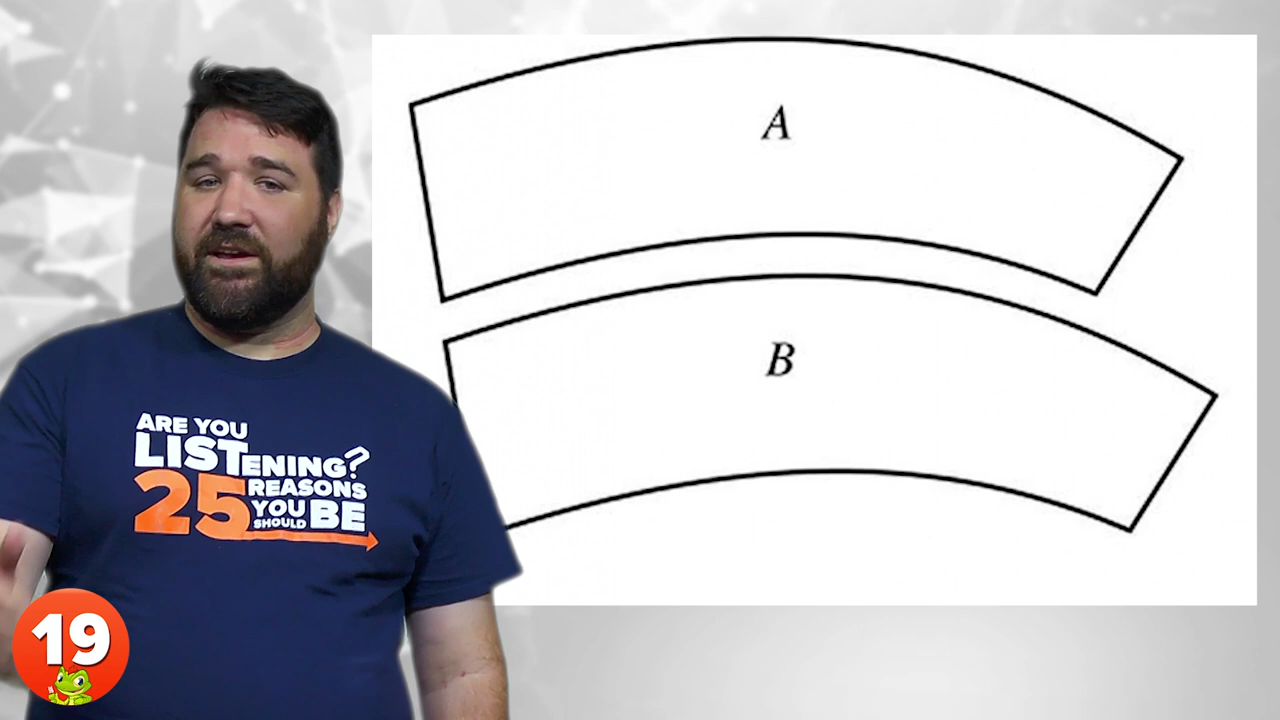 A
B
ARE YOU
LISTENING?
25 REASONS
YOU
SHOULD BE
19